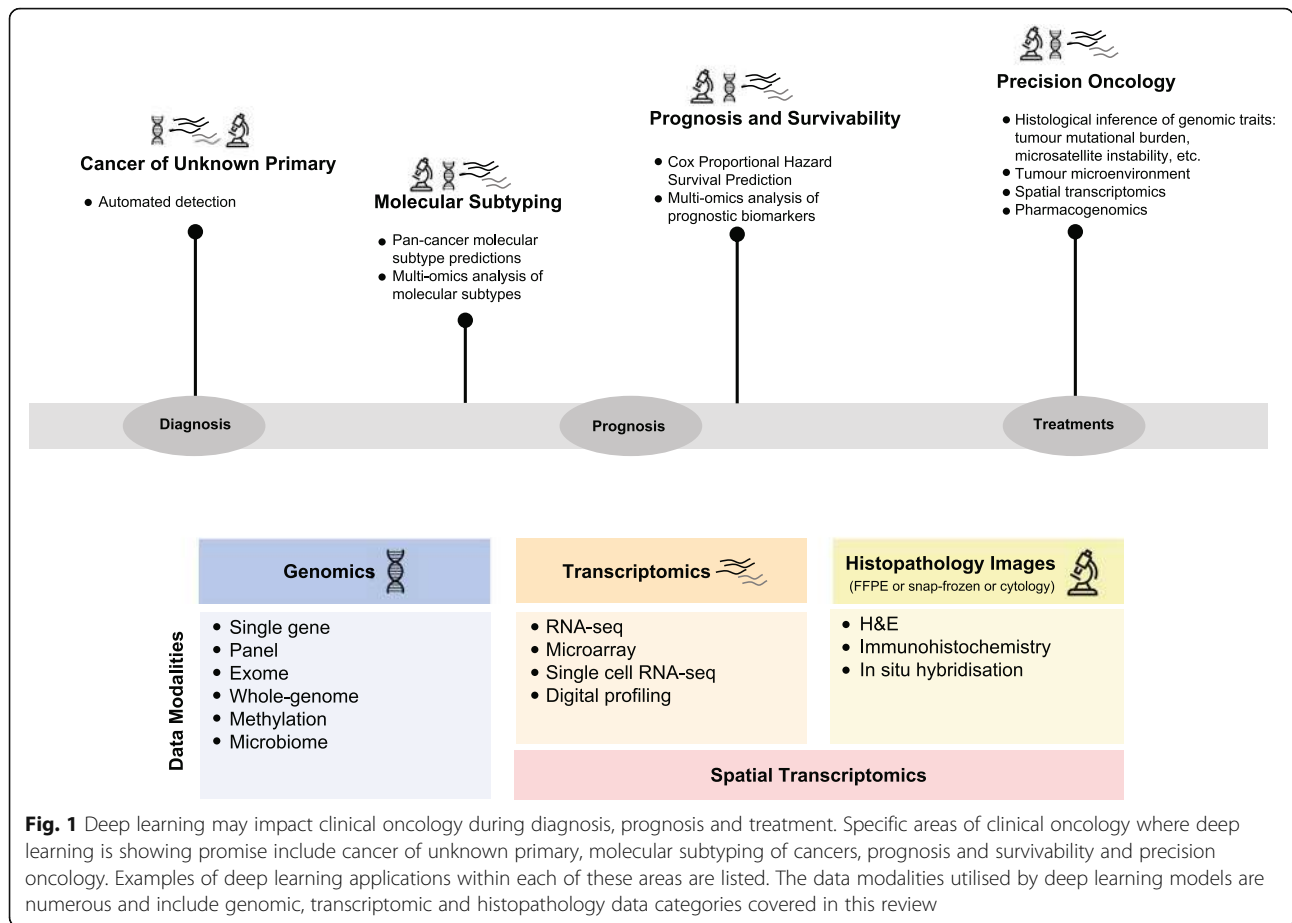 Cancer of Unknown Primary
• Automated detection
Molecular Subtyping
• Pan-cancer molecular
subtype predictions
• Multi-omics analysis of
molecular subtypes
Prognosis and Survivability
• Cox Proportional Hazard
Survival Prediction
• Multi-omics analysis of
prognostic biomarkers
Precision Oncology
• Histological inference of genomic traits:
tumour mutational burden,
microsatellite instability, etc.
• Tumour microenvironment
• Spatial transcriptomics
• Pharmacogenomics
Diagnosis
Prognosis
Treatments
Data Modalities
Genomics
• Single gene
• Panel
• Exome
• Whole-genome
• Methylation
• Microbiome
Transcriptomics
• RNA-seq
• Microarray
• Single cell RNA-seq
• Digital profiling
Histopathology Images
(FFPE or snap-frozen or cytology)
• H&E
• Immunohistochemistry
• In situ hybridisation
Spatial Transcriptomics
Fig. 1 Deep learning may impact clinical oncology during diagnosis, prognosis and treatment. Specific areas of clinical oncology where deep
learning is showing promise include cancer of unknown primary, molecular subtyping of cancers, prognosis and survivability and precision
oncology. Examples of deep learning applications within each of these areas are listed. The data modalities utilised by deep learning models are
numerous and include genomic, transcriptomic and histopathology data categories covered in this review